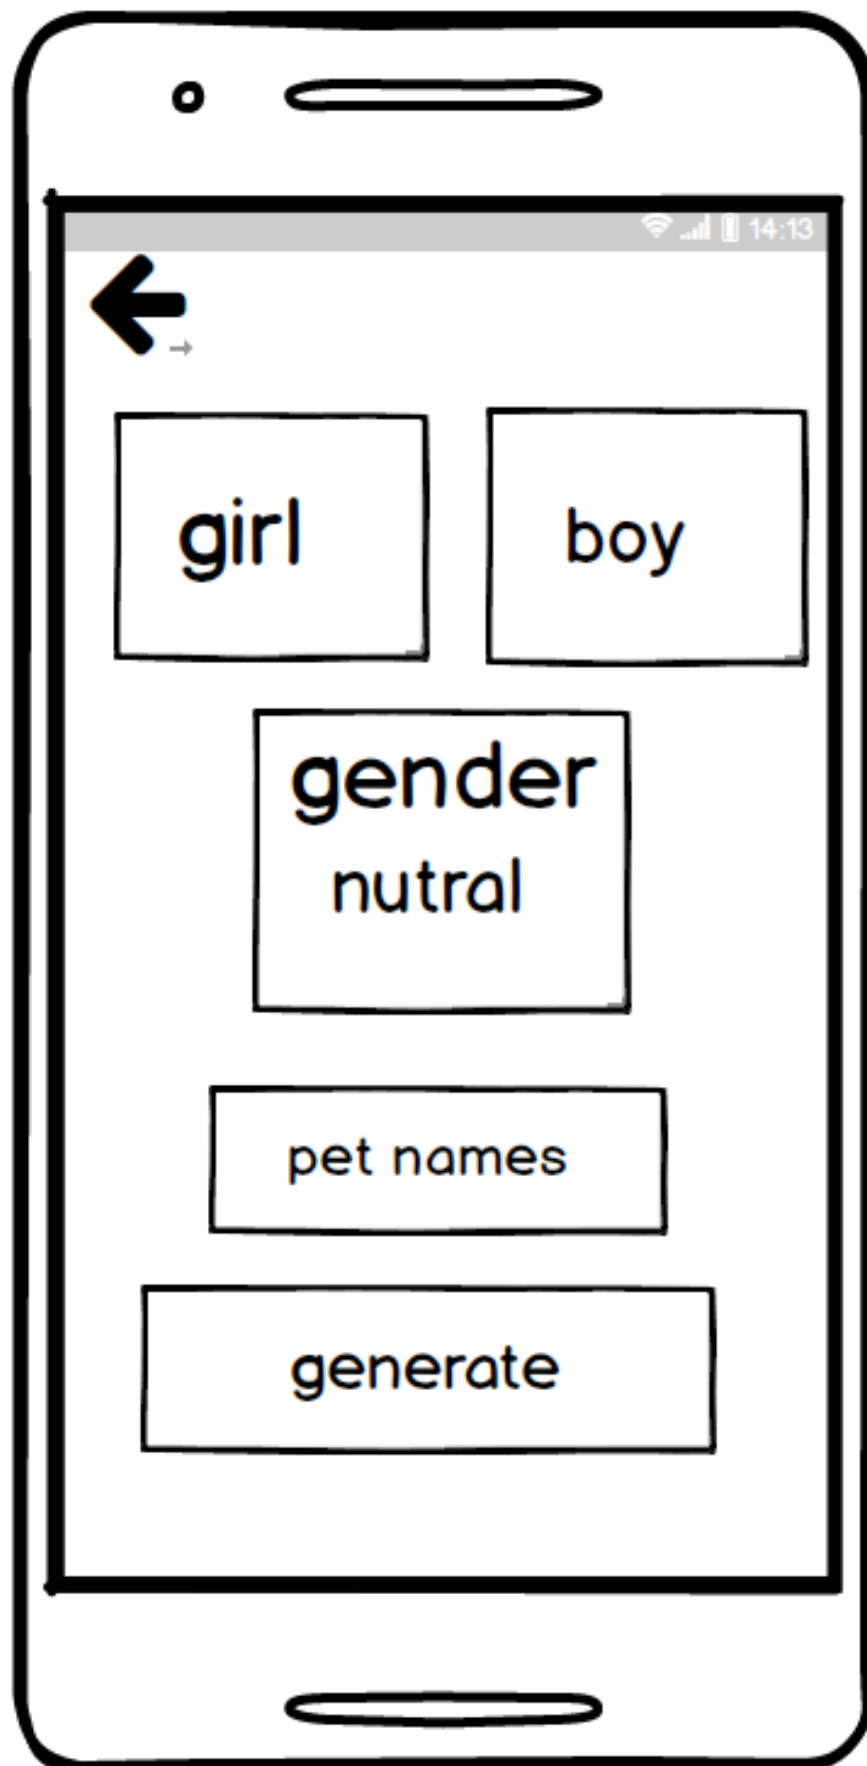 14:13
girl
boy
gender
nutral
pet names
generate